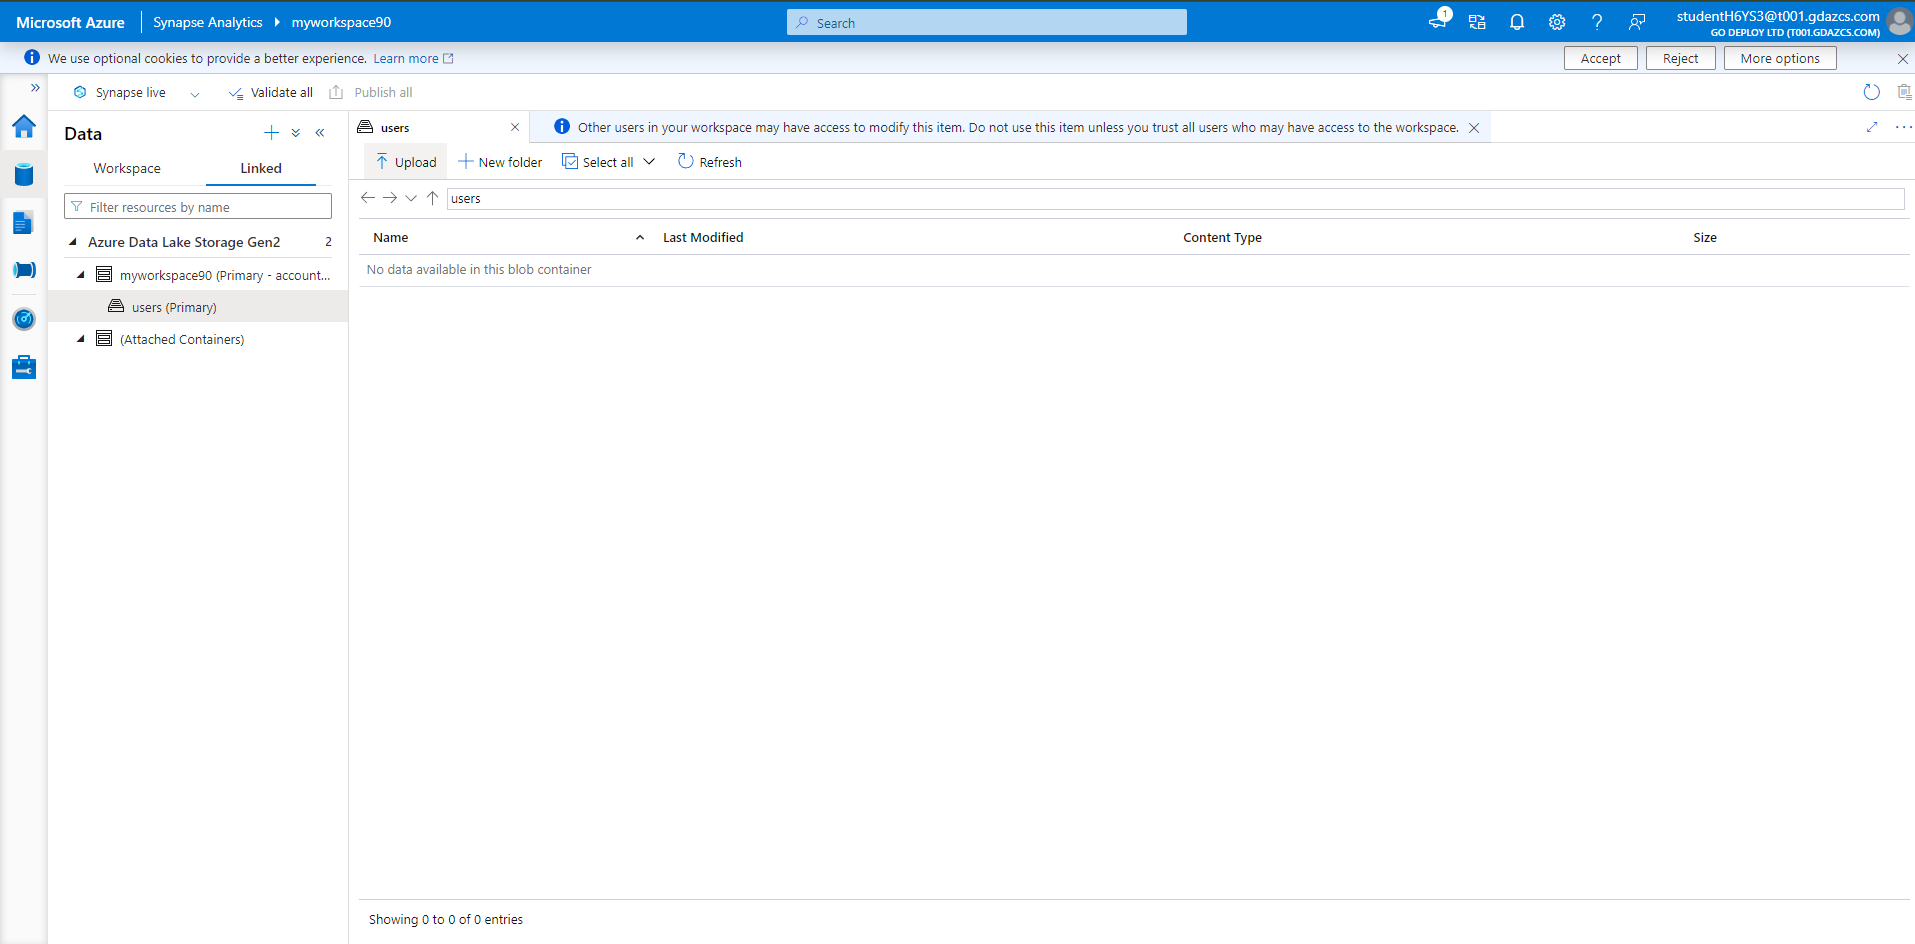 Microsoft Azure
Synapse Analytics
myworkspace90
Search
1
studentH6YS3@t001.gdazcs.com
GO DEPLOY LTD (T001.GDAZCS.COM)
We use optional cookies to provide a better experience. Learn more
Accept
Reject
More options
Synapse live
Validate all
Publish all
Data
Workspace
Linked
Filter resources by name
Azure Data Lake Storage Gen2
2
myworkspace90 (Primary - account...
users (Primary)
(Attached Containers)
users
Other users in your workspace may have access to modify this item. Do not use this item unless you trust all users who may have access to the workspace.
Upload
New folder
Select all
Refresh
users
Name
Last Modified
Content Type
Size
No data available in this blob container
Showing 0 to 0 of 0 entries